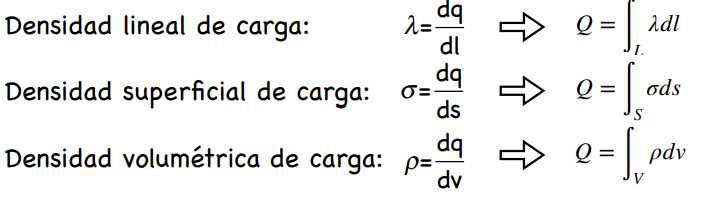 Densidad lineal de carga: λ=dq/dl ⇨ Q = ∫_L λdl
Densidad superficial de carga: σ=dq/ds ⇨ Q = ∫_S σds
Densidad volumétrica de carga: ρ=dq/dv ⇨ Q = ∫_V ρdv